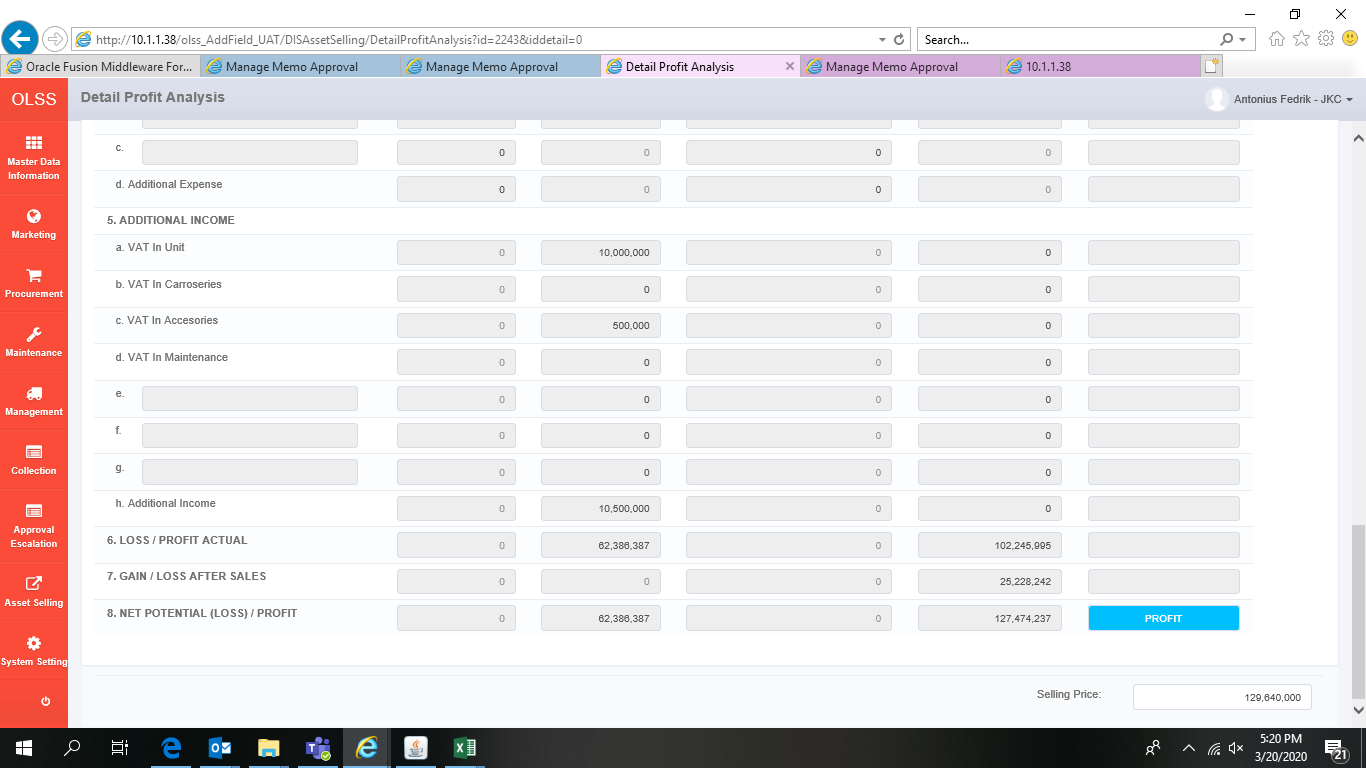 http://10.1.1.38/olss_AddField_UAT/DISAssetSelling/DetailProfitAnalysis?id=2243&iddetail=0
Search...
Oracle Fusion Middleware For...
Manage Memo Approval
Manage Memo Approval
Detail Profit Analysis
Manage Memo Approval
10.1.1.38
OLSS
Detail Profit Analysis
Antonius Fedrik - JKC
Master Data
Information
Marketing
Procurement
Maintenance
Management
Collection
Approval
Escalation
Asset Selling
System Setting
c. 0 0 0 0
d. Additional Expense 0 0 0 0
5. ADDITIONAL INCOME
a. VAT In Unit 0 10,000,000 0 0
b. VAT In Carroseries 0 0 0 0
c. VAT In Accesories 0 500,000 0 0
d. VAT In Maintenance 0 0 0 0
e. 0 0 0 0
f. 0 0 0 0
g. 0 0 0 0
h. Additional Income 0 10,500,000 0 0
6. LOSS / PROFIT ACTUAL 0 62,386,387 0 102,245,995
7. GAIN / LOSS AFTER SALES 0 0 0 25,228,242
8. NET POTENTIAL (LOSS) / PROFIT 0 62,386,387 0 127,474,237 PROFIT
Selling Price: 129,640,000
5:20 PM
3/20/2020
21